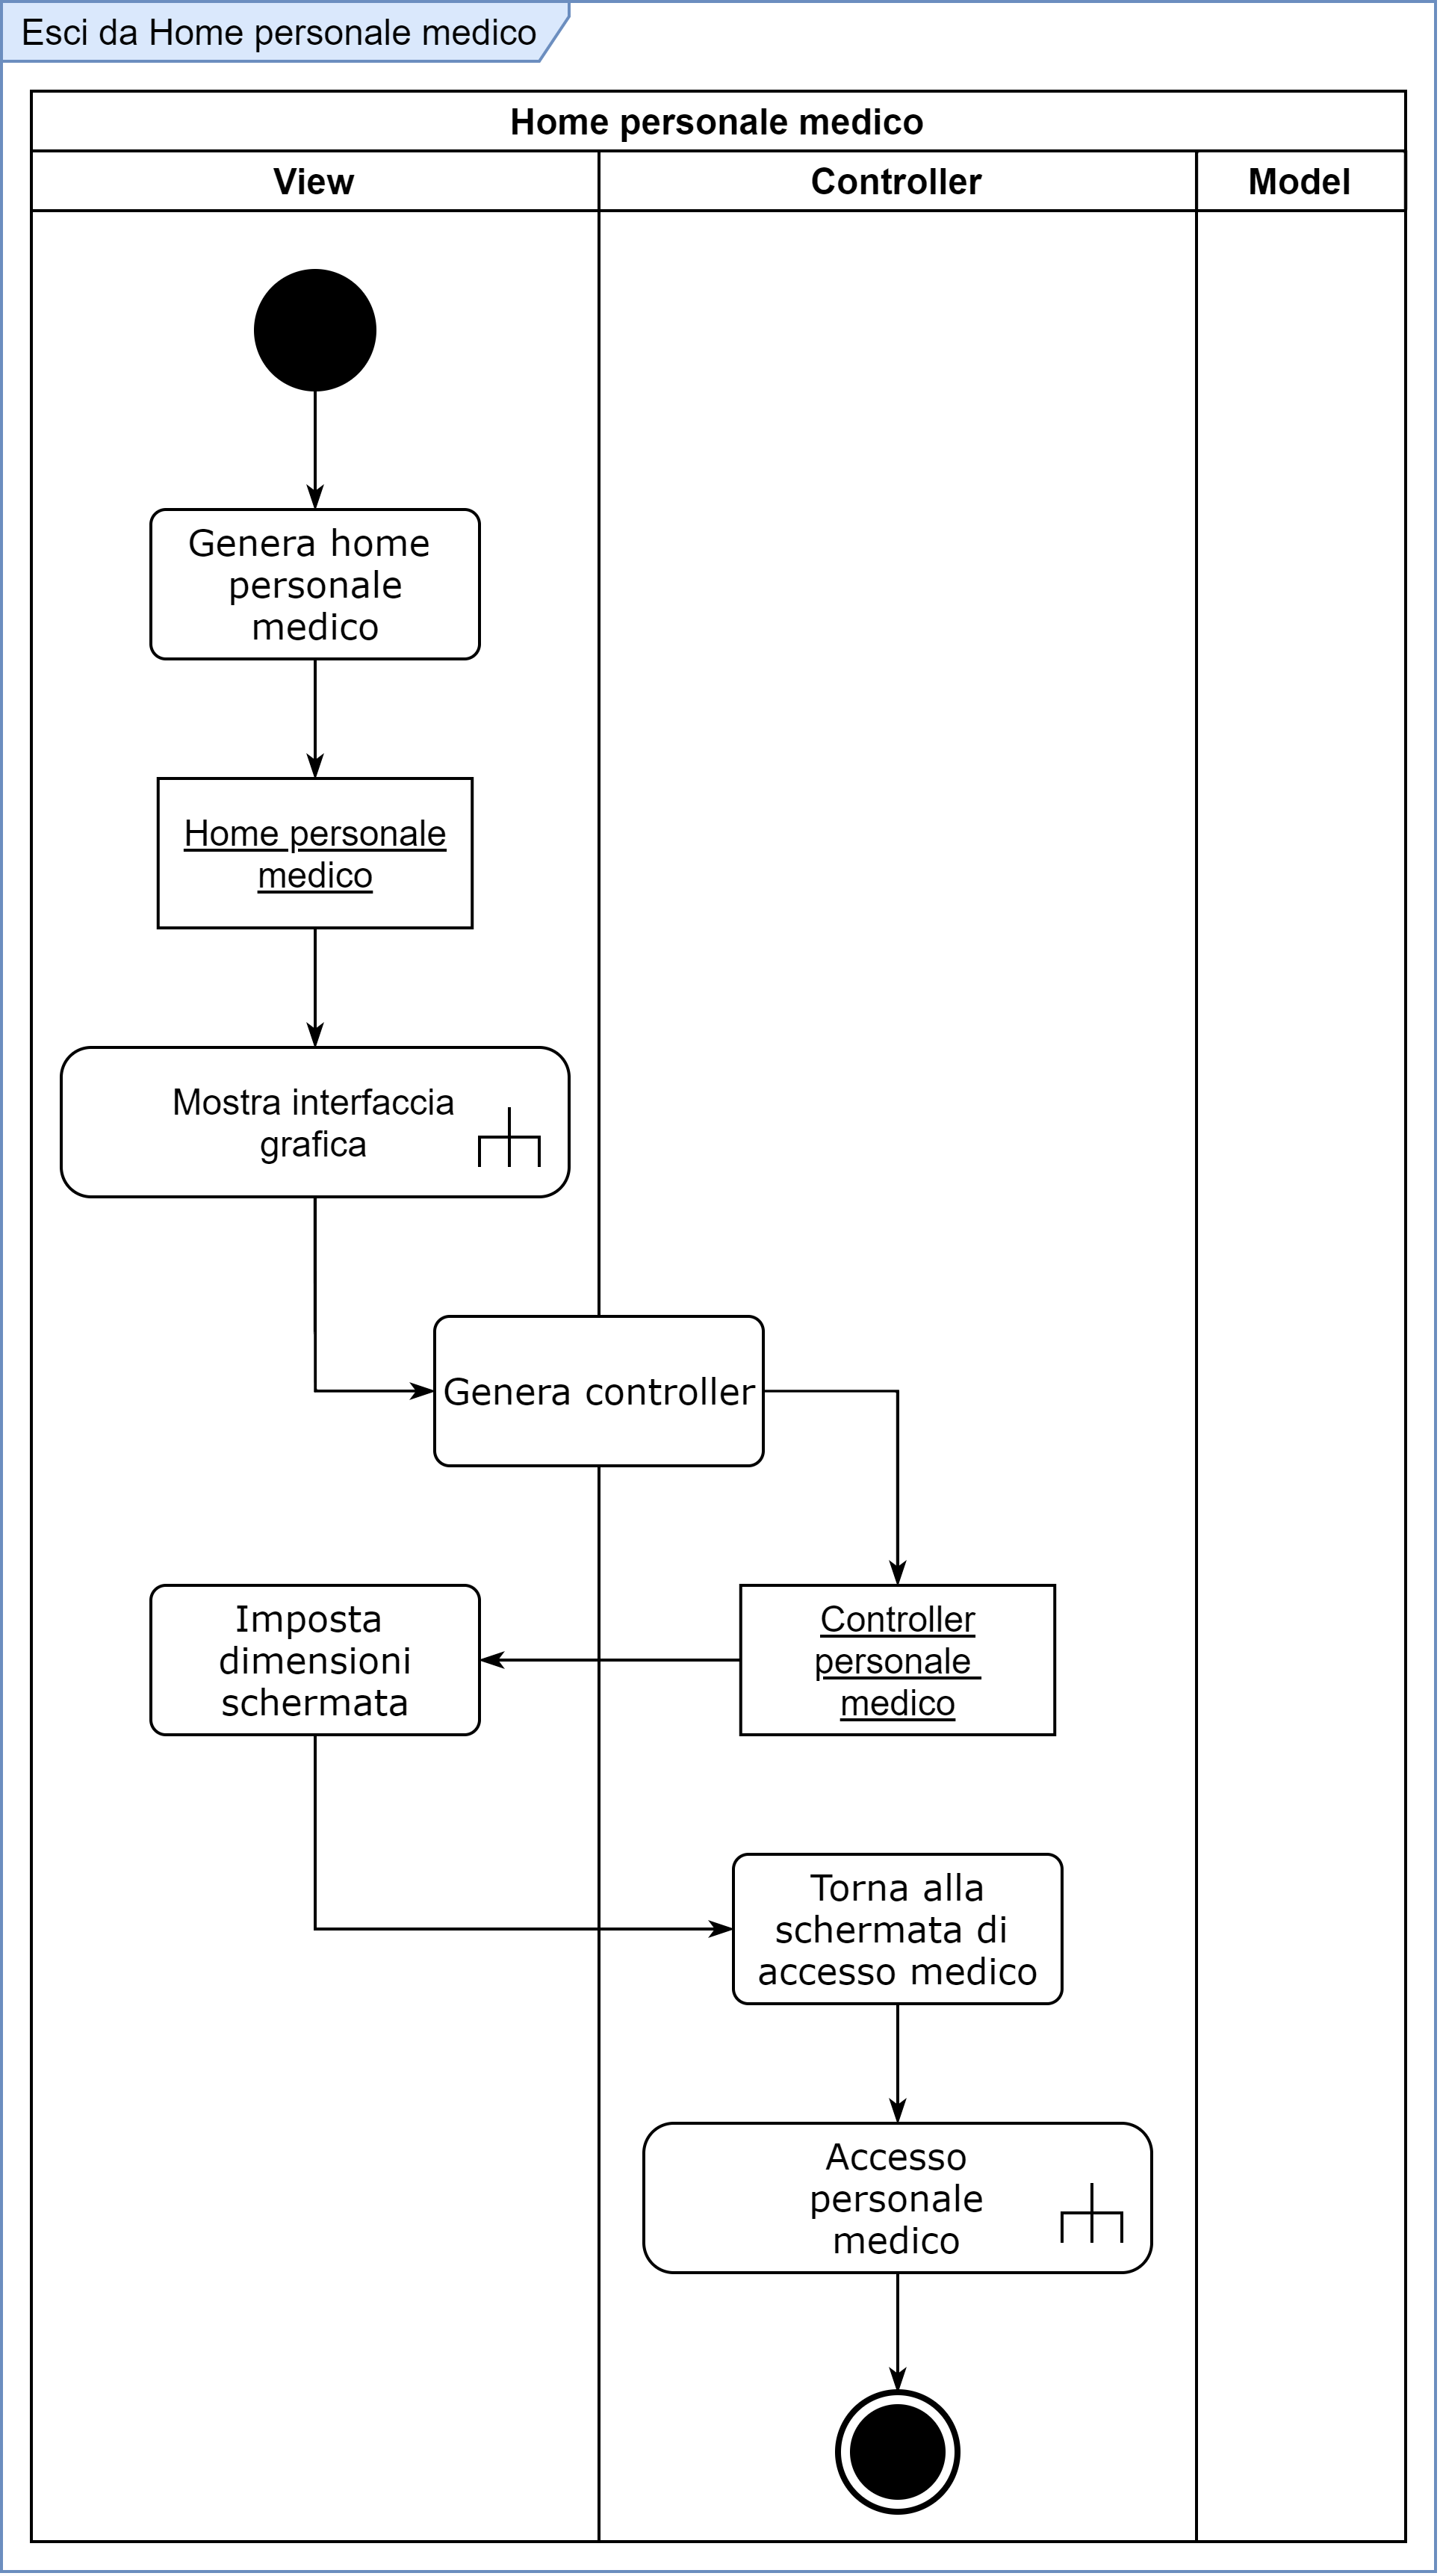 Esci da Home personale medico
Home personale medico
View
Controller
Model
Genera home
personale
medico
Home personale
medico
Mostra interfaccia
grafica
Genera controller
Imposta
dimensioni
schermata
Controller
personale
medico
Torna alla
schermata di
accesso medico
Accesso
personale
medico